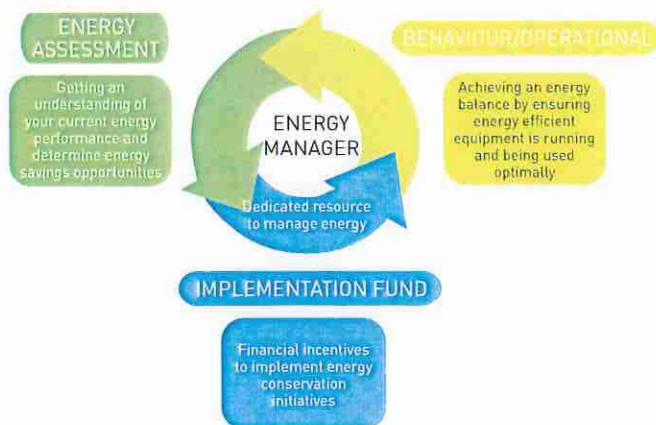 ENERGY
ASSESSMENT
Getting an
understanding of
your current energy
performance and
determine energy
savings opportunities
ENERGY
MANAGER
Dedicated resource
to manage energy
BEHAVIOUR/OPERATIONAL
Achieving an energy
balance by ensuring
energy efficient
equipment is running
and being used
optimally
IMPLEMENTATION FUND
Financial incentives
to implement energy
conservation
initiatives